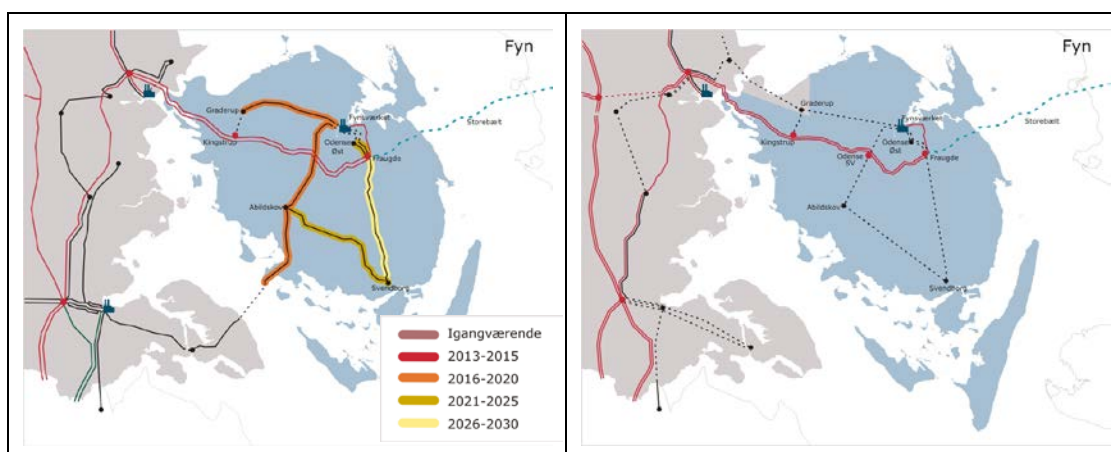 Fyn
Graderup
Fynsværket
Storebælt
Kingstrup
Odense
Øst
Fraugde
Abildskov
Svendborg
Igangværende
2013-2015
2016-2020
2021-2025
2026-2030
Fyn
Graderup
Fynsværket
Storebælt
Kingstrup
Odense
SV
Odense
Øst
Fraugde
Abildskov
Svendborg